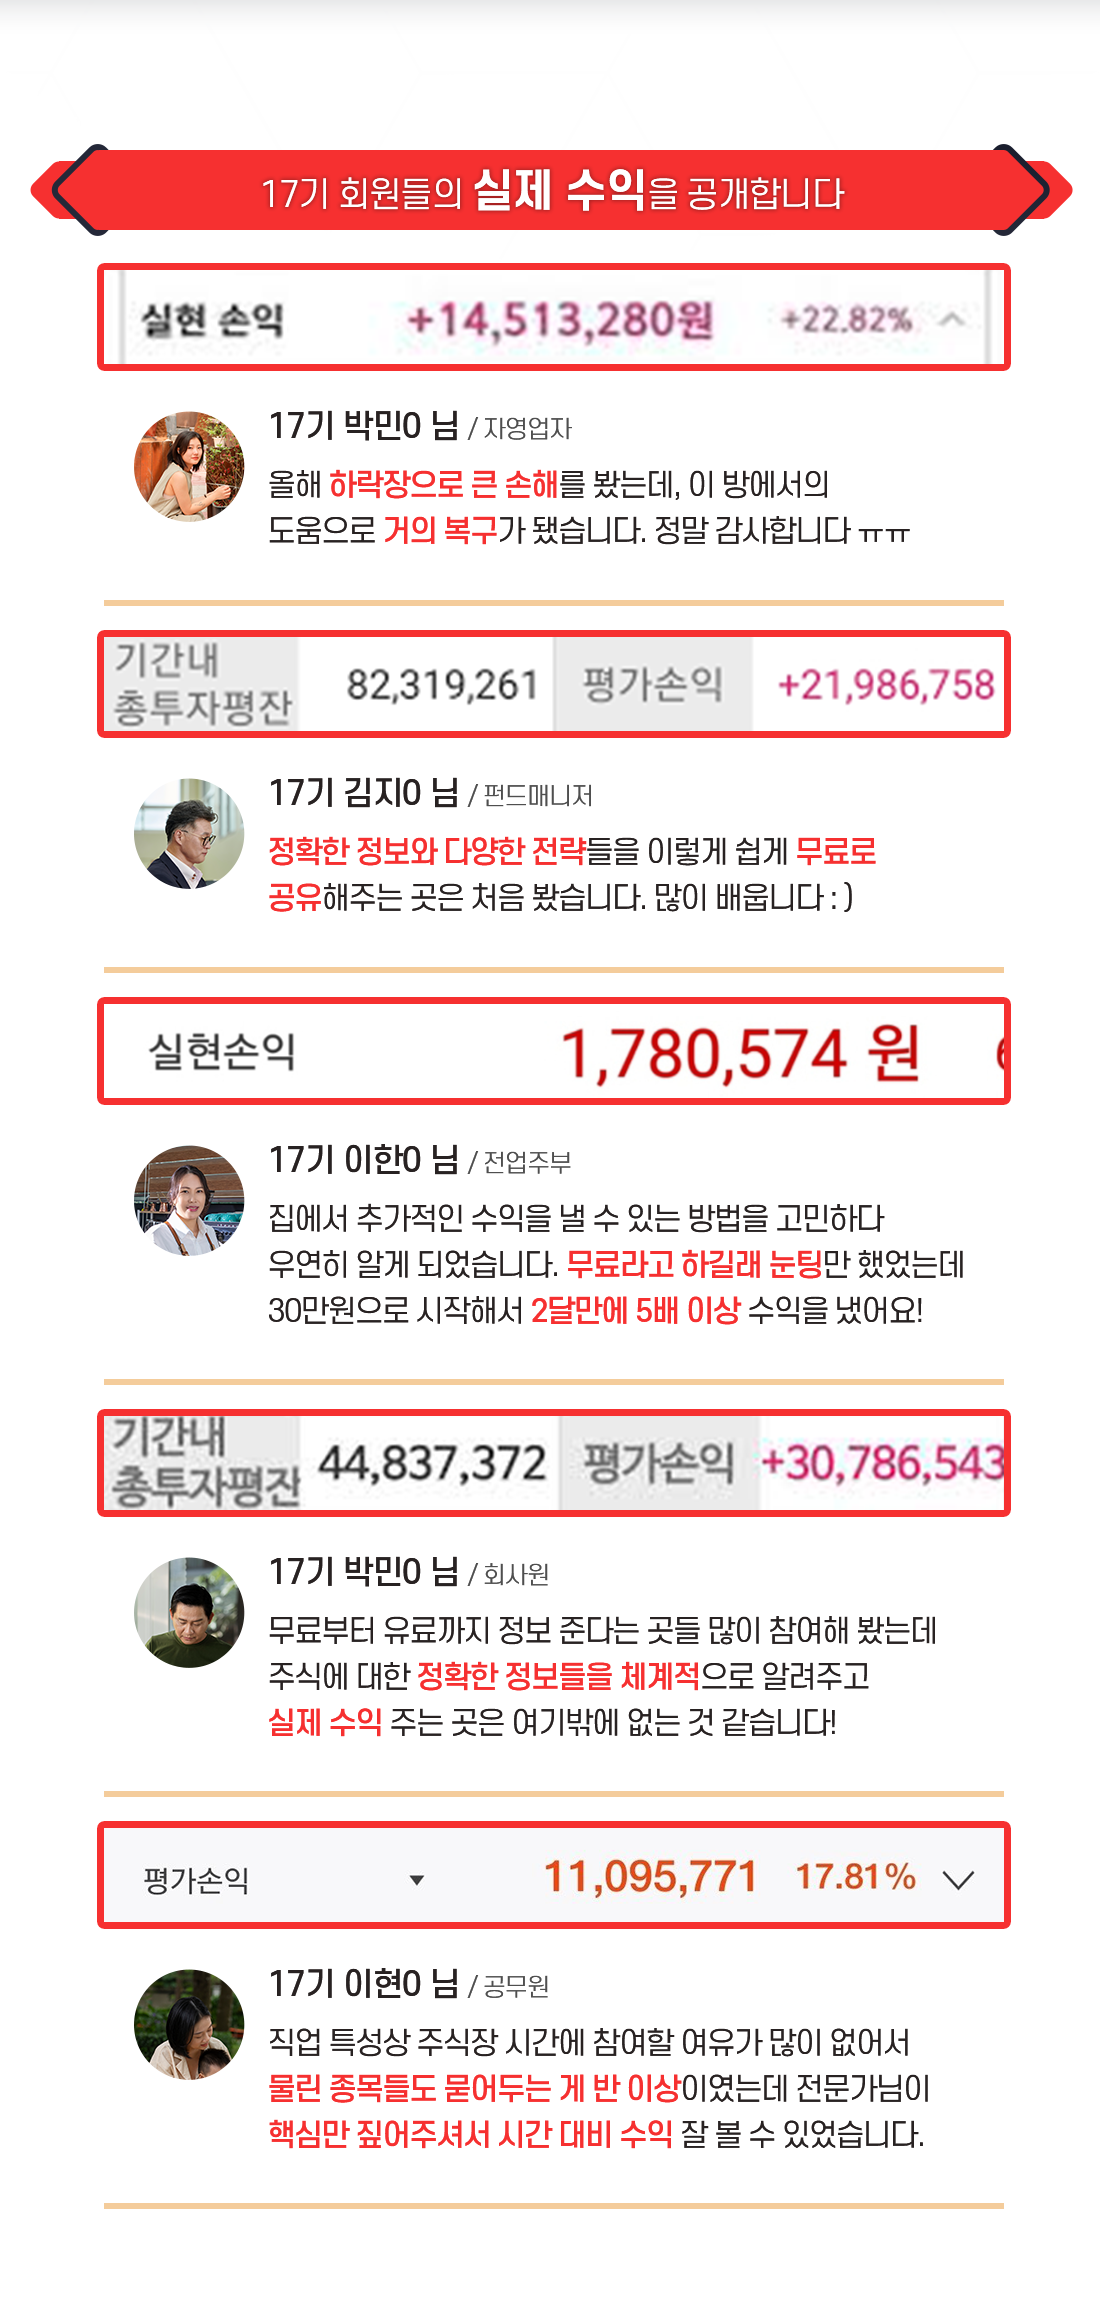 17기 회원들의 실제 수익을 공개합니다
실현 손익 +14,513,280원 +22.82%
17기 박민0 님 / 자영업자
올해 하락장으로 큰 손해를 봤는데, 이 방에서의
도움으로 거의 복구가 됐습니다. 정말 감사합니다 ㅠㅠ
기간내
총투자평잔 82,319,261 평가손익 +21,986,758
17기 김지0 님 / 펀드매니저
정확한 정보와 다양한 전략들을 이렇게 쉽게 무료로
공유해주는 곳은 처음 봤습니다. 많이 배웁니다 : )
실현손익 1,780,574 원
17기 이한0 님 / 전업주부
집에서 추가적인 수익을 낼 수 있는 방법을 고민하다
우연히 알게 되었습니다. 무료라고 하길래 눈팅만 했었는데
30만원으로 시작해서 2달만에 5배 이상 수익을 냈어요!
기간내
총투자평잔 44,837,372 평가손익 +30,786,543
17기 박민0 님 / 회사원
무료부터 유료까지 정보 준다는 곳들 많이 참여해 봤는데
주식에 대한 정확한 정보들을 체계적으로 알려주고
실제 수익 주는 곳은 여기밖에 없는 것 같습니다!
평가손익 11,095,771 17.81%
17기 이현0 님 / 공무원
직업 특성상 주식장 시간에 참여할 여유가 많이 없어서
물린 종목들도 묻어두는 게 반 이상이였는데 전문가님이
핵심만 짚어주셔서 시간 대비 수익 잘 볼 수 있었습니다.